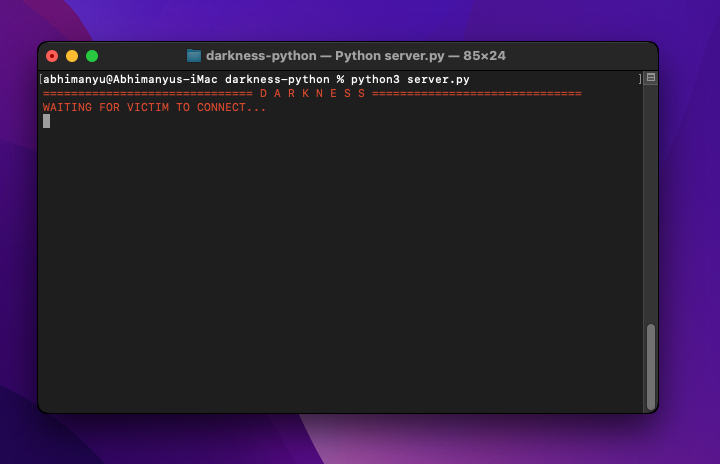 darkness-python — Python server.py — 85×24
[abhimanyu@Abhimanyus-iMac darkness-python % python3 server.py ]
============================== D A R K N E S S ==============================
WAITING FOR VICTIM TO CONNECT...